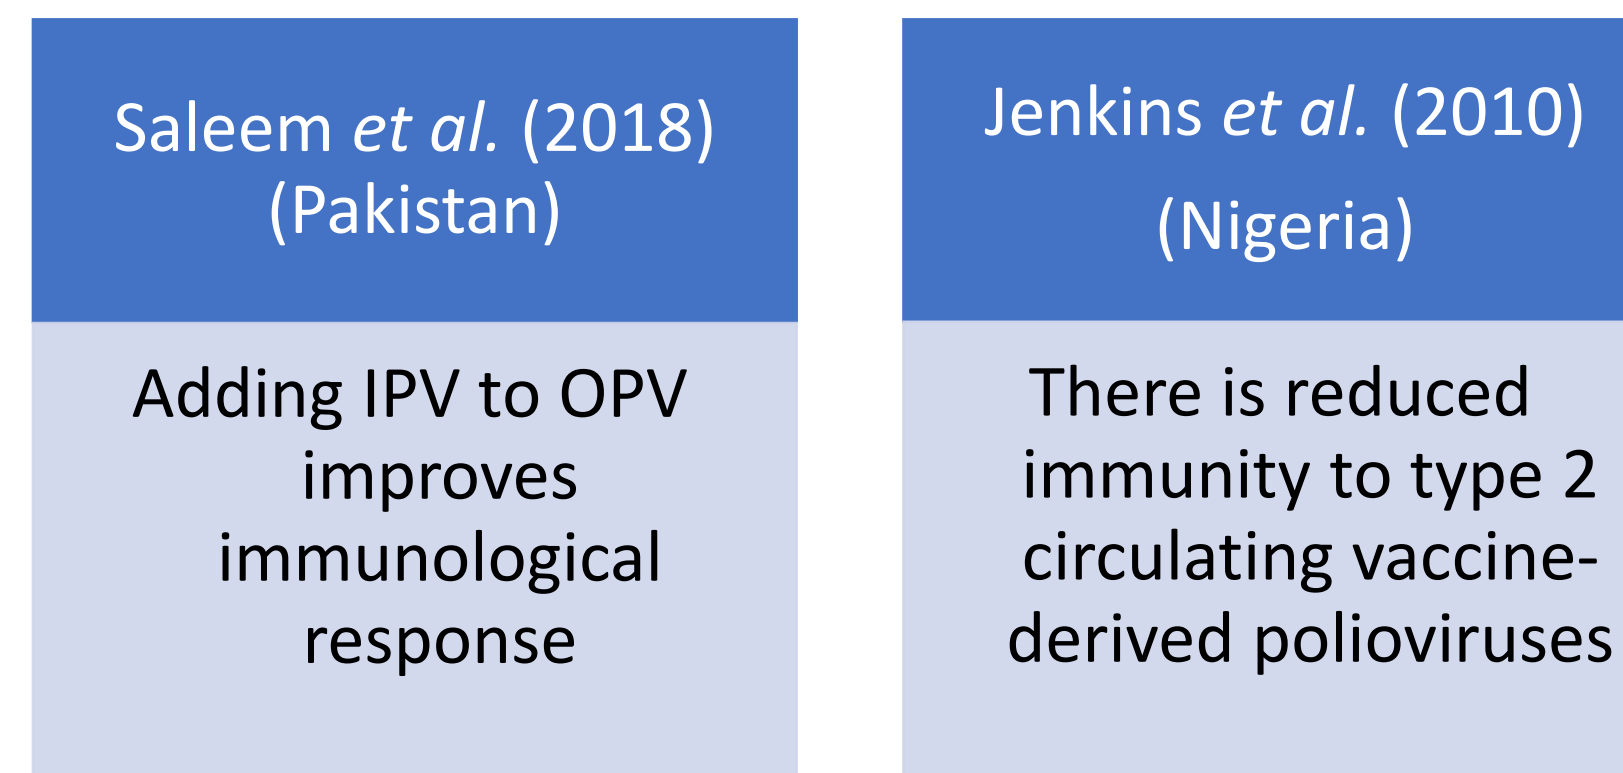 Saleem et al. (2018)
(Pakistan)
Adding IPV to OPV
improves
immunological
response
Jenkins et al. (2010)
(Nigeria)
There is reduced
immunity to type 2
circulating vaccine-
derived polioviruses